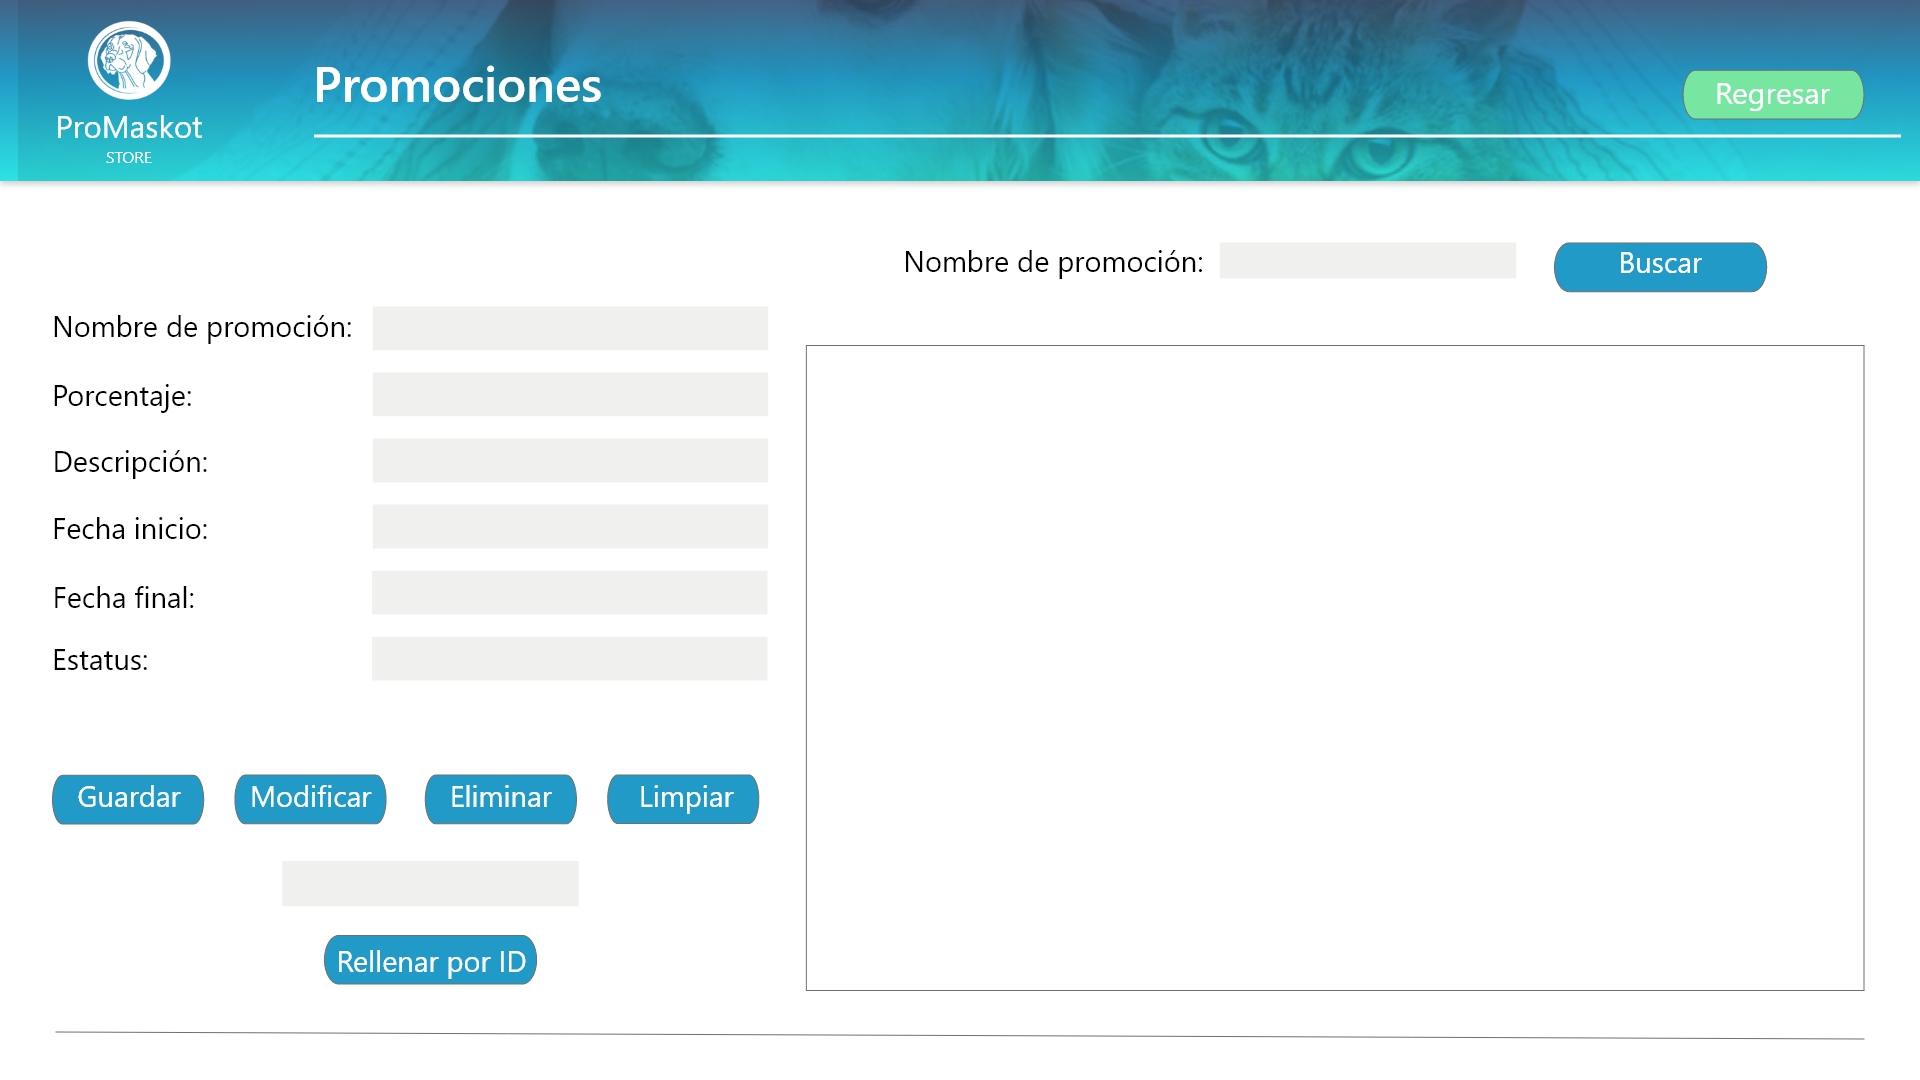 ProMaskot
STORE
Promociones
Regresar
Nombre de promoción:
Buscar
Nombre de promoción:
Porcentaje:
Descripción:
Fecha inicio:
Fecha final:
Estatus:
Guardar
Modificar
Eliminar
Limpiar
Rellenar por ID